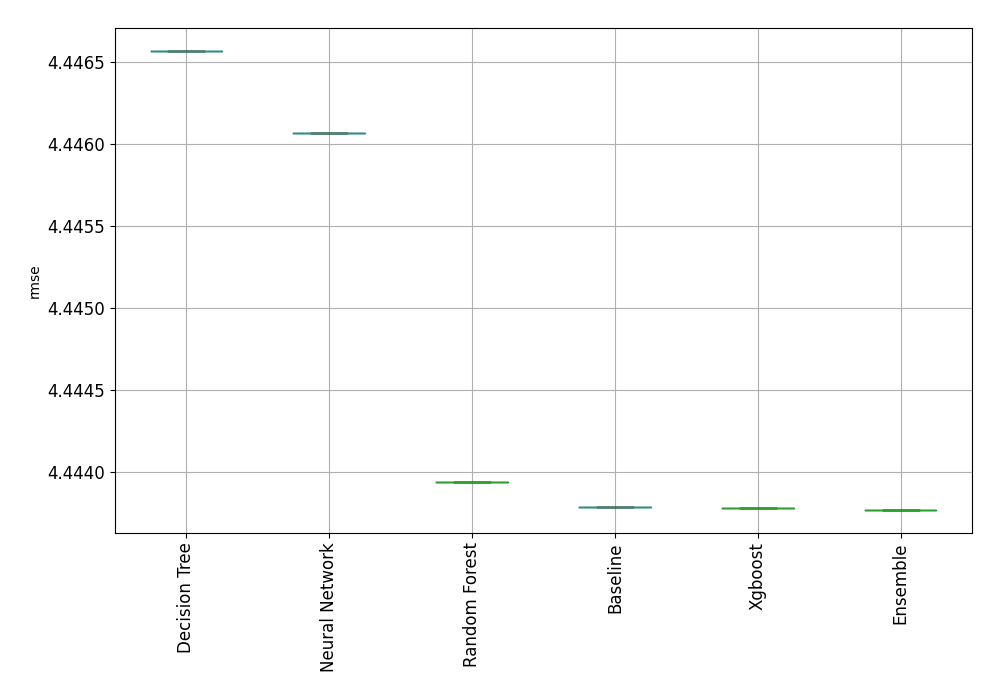 4.4465
4.4460
4.4455
4.4450
4.4445
4.4440
rmse
Decision Tree
Neural Network
Random Forest
Baseline
Xgboost
Ensemble